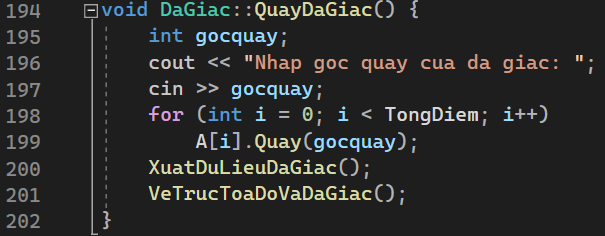 194 void DaGiac::QuayDaGiac() {
195 int gocquay;
196 cout << "Nhap goc quay cua da giac: ";
197 cin >> gocquay;
198 for (int i = 0; i < TongDiem; i++)
199 A[i].Quay(gocquay);
200 XuatDuLieuDaGiac();
201 VeTrucToaDoVaDaGiac();
202 }